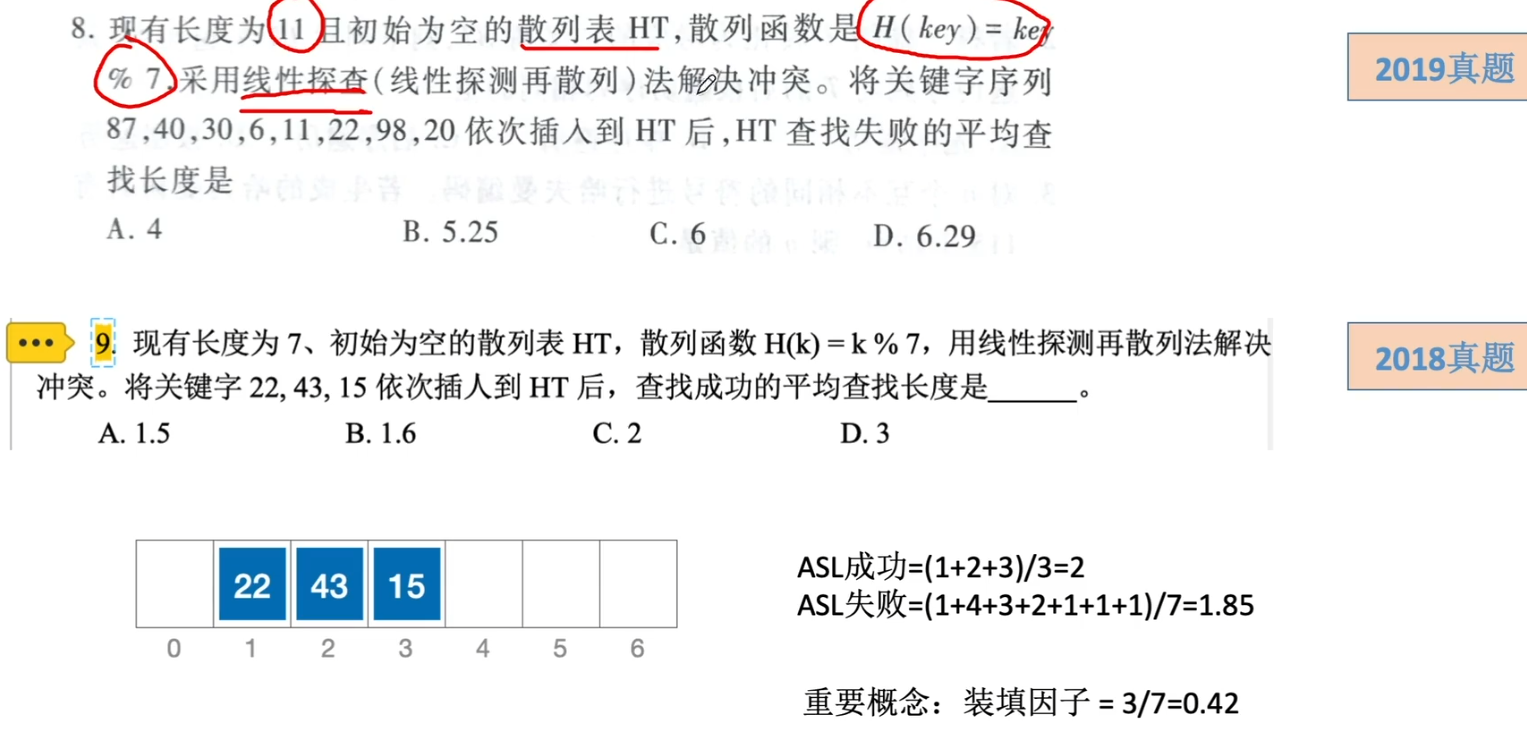 8. 现有长度为 11 且初始为空的散列表 HT,散列函数是 H(key)= key
% 7,采用线性探查(线性探测再散列)法解决冲突。将关键字序列
87,40,30,6,11,22,98,20 依次插入到 HT 后,HT 查找失败的平均查
找长度是
A. 4 B. 5.25 C. 6 D. 6.29
2019真题
9. 现有长度为 7、初始为空的散列表 HT，散列函数 H(k) = k % 7，用线性探测再散列法解决
冲突。将关键字 22, 43, 15 依次插人到 HT 后，查找成功的平均查找长度是______。
A. 1.5 B. 1.6 C. 2 D. 3
2018真题
22 43 15
0 1 2 3 4 5 6
ASL成功=(1+2+3)/3=2
ASL失败=(1+4+3+2+1+1+1)/7=1.85
重要概念：装填因子 = 3/7=0.42